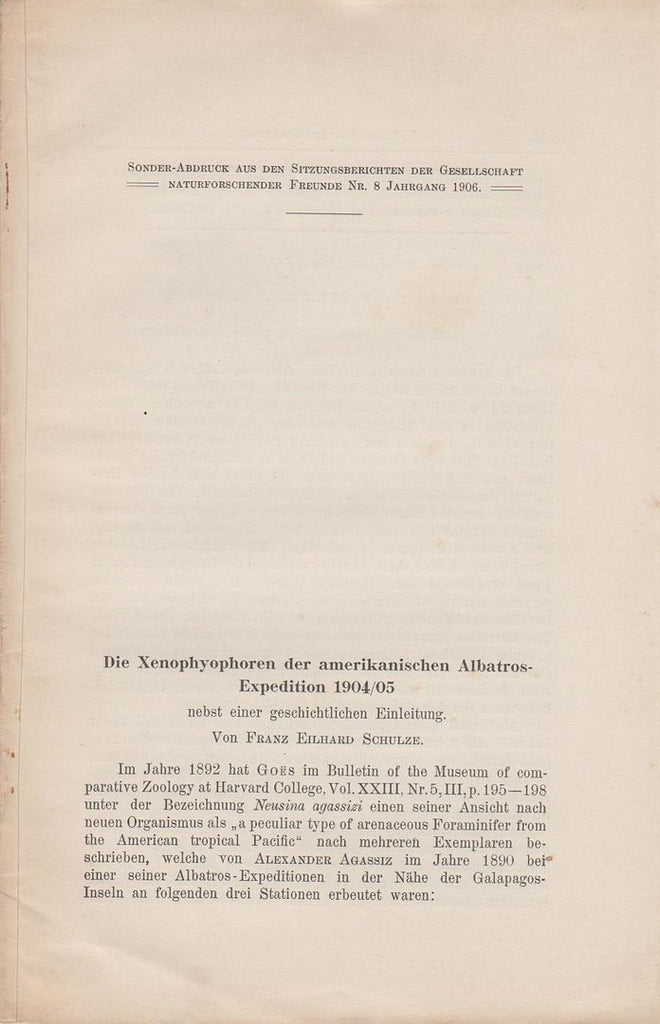 Sonder-Abdruck aus den Sitzungsberichten der Gesellschaft
naturforschender Freunde Nr. 8 Jahrgang 1906.
Die Xenophyophoren der amerikanischen Albatros-
Expedition 1904/05
nebst einer geschichtlichen Einleitung.
Von Franz Eilhard Schulze.
Im Jahre 1892 hat Goës im Bulletin of the Museum of com-
parative Zoology at Harvard College, Vol. XXIII, Nr. 5, III, p. 195—198
unter der Bezeichnung Neusina agassizi einen seiner Ansicht nach
neuen Organismus als „a peculiar type of arenaceous Foraminifer from
the American tropical Pacific“ nach mehreren Exemplaren be-
schrieben, welche von Alexander Agassiz im Jahre 1890 bei
einer seiner Albatros-Expeditionen in der Nähe der Galapagos-
Inseln an folgenden drei Stationen erbeutet waren: